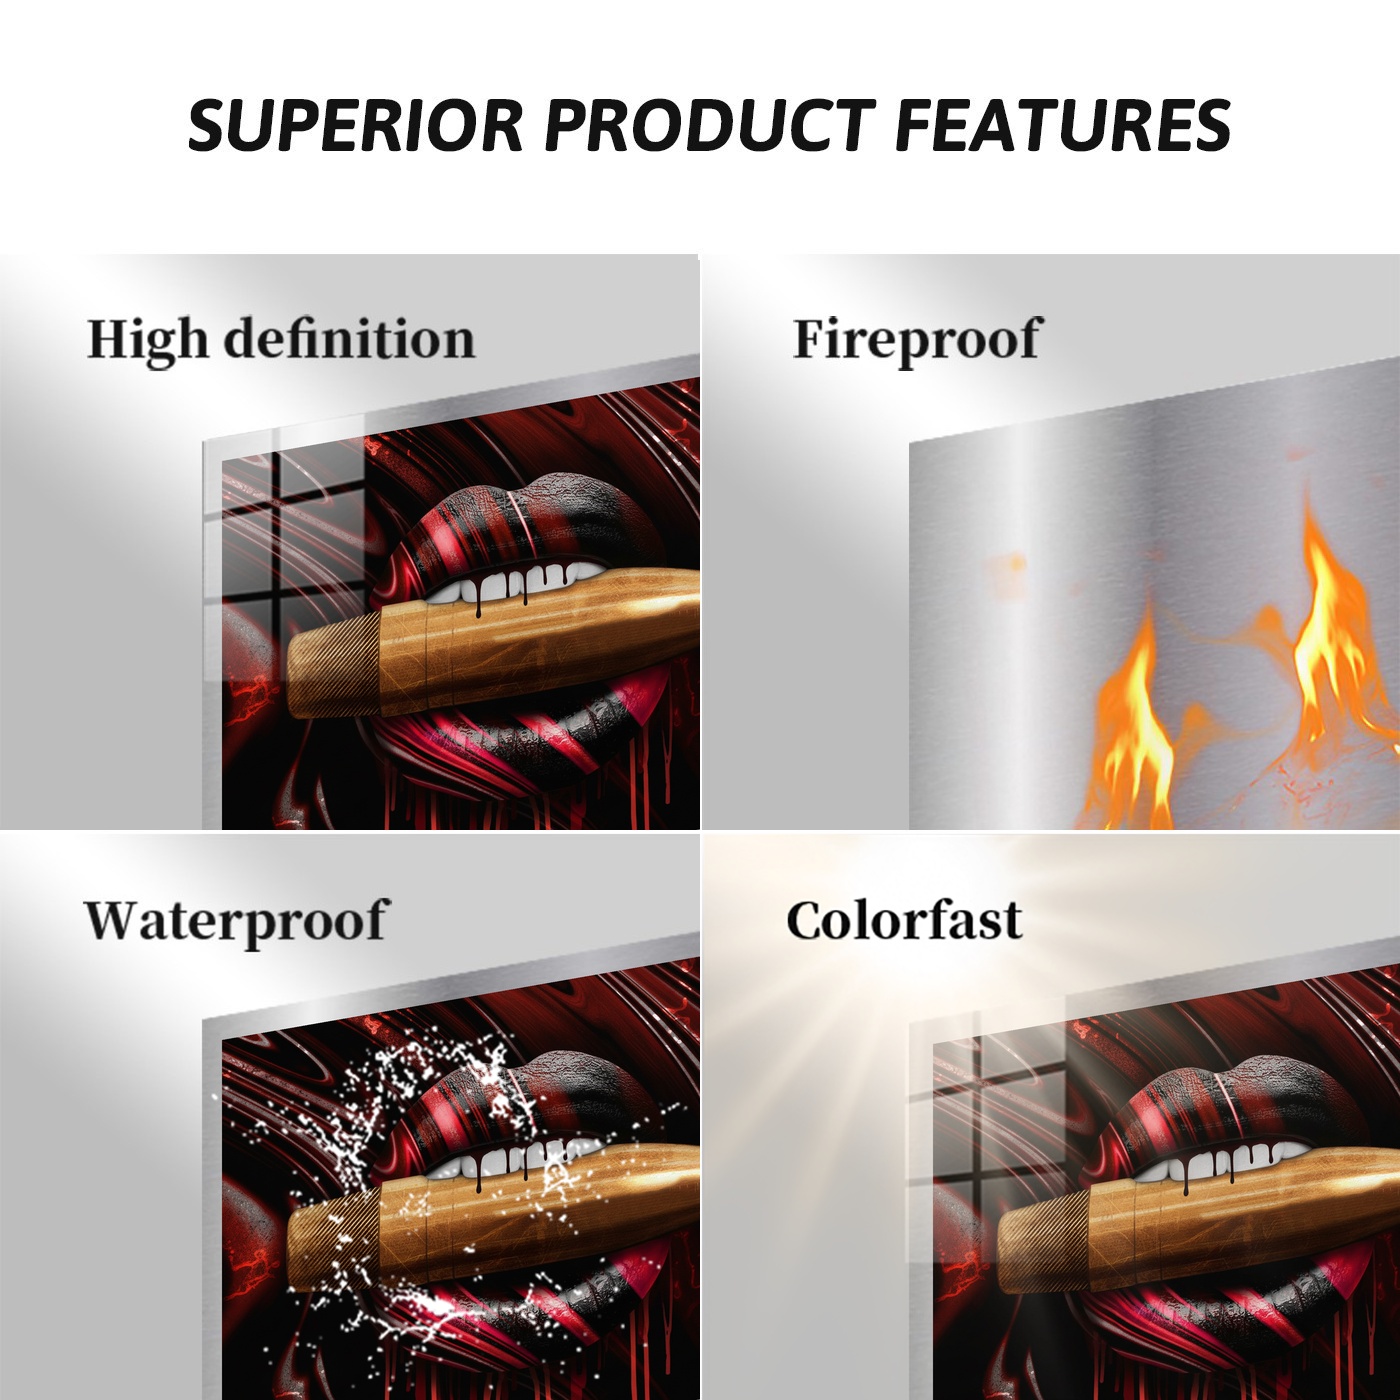 SUPERIOR PRODUCT FEATURES
High definition
Fireproof
Waterproof
Colorfast